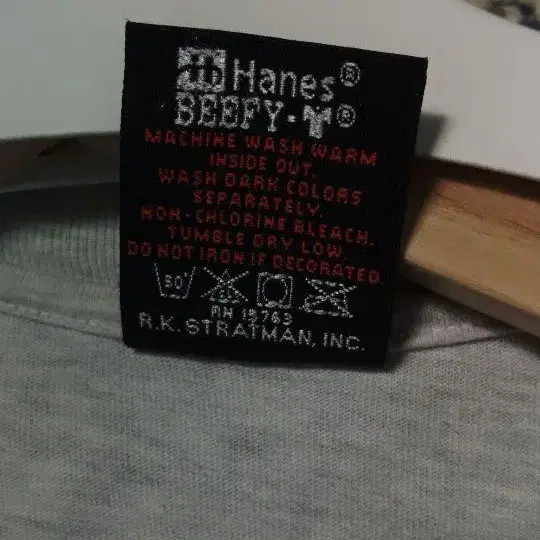 Hanes®
BEEFY-T®
MACHINE WASH WARM
INSIDE OUT.
WASH DARK COLORS
SEPARATELY.
NON-CHLORINE BLEACH.
TUMBLE DRY LOW.
DO NOT IRON IF DECORATED.
50
RN 15763
R.K. STRATMAN, INC.